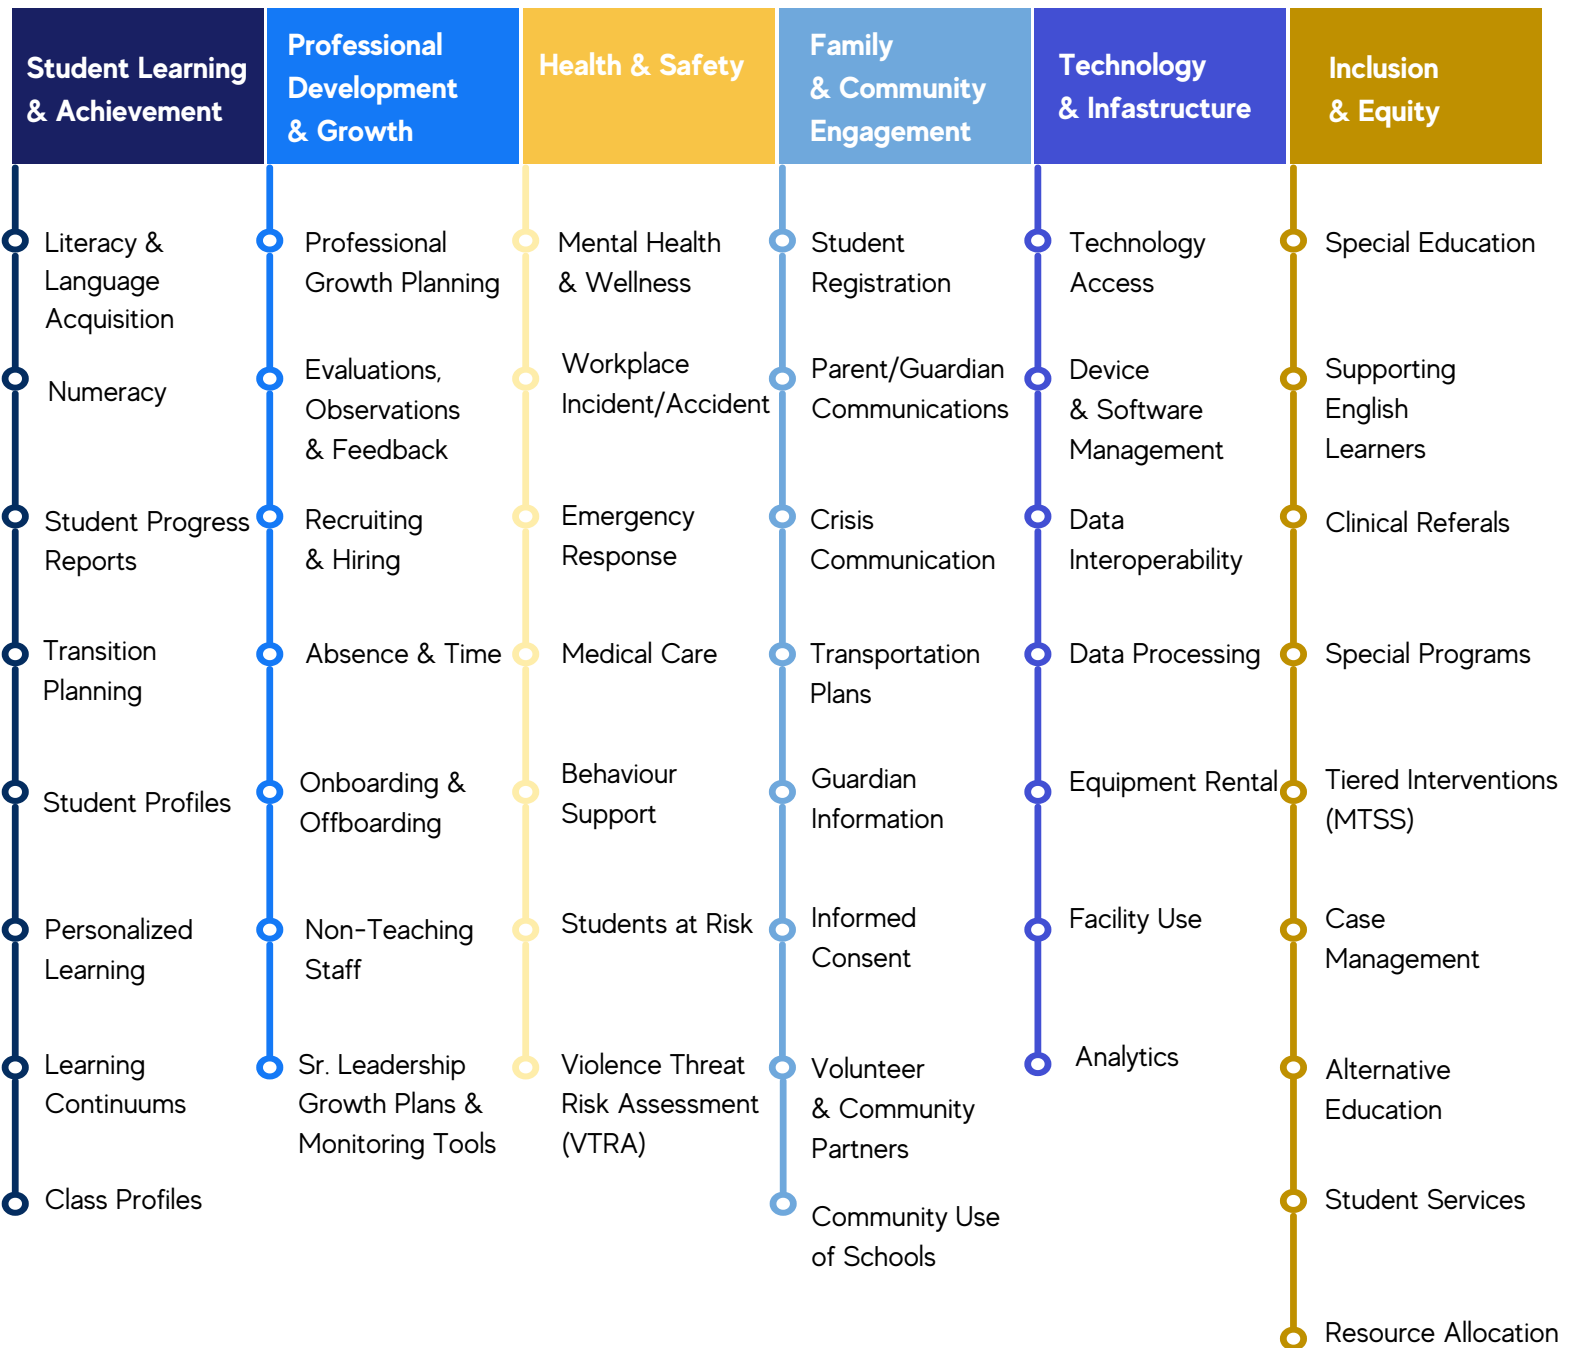 Student Learning
& Achievement
Literacy &
Language
Acquisition
Numeracy
Student Progress
Reports
Transition
Planning
Student Profiles
Personalized
Learning
Learning
Continuums
Class Profiles
Professional
Development
& Growth
Professional
Growth Planning
Evaluations,
Observations
& Feedback
Recruiting
& Hiring
Absence & Time
Onboarding &
Offboarding
Non-Teaching
Staff
Sr. Leadership
Growth Plans &
Monitoring Tools
Health & Safety
Mental Health
& Wellness
Workplace
Incident/Accident
Emergency
Response
Medical Care
Behaviour
Support
Students at Risk
Violence Threat
Risk Assessment
(VTRA)
Family
& Community
Engagement
Student
Registration
Parent/Guardian
Communications
Crisis
Communication
Transportation
Plans
Guardian
Information
Informed
Consent
Volunteer
& Community
Partners
Community Use
of Schools
Technology
& Infastructure
Technology
Access
Device
& Software
Management
Data
Interoperability
Data Processing
Equipment Rental
Facility Use
Analytics
Inclusion
& Equity
Special Education
Supporting
English
Learners
Clinical Referals
Special Programs
Tiered Interventions
(MTSS)
Case
Management
Alternative
Education
Student Services
Resource Allocation